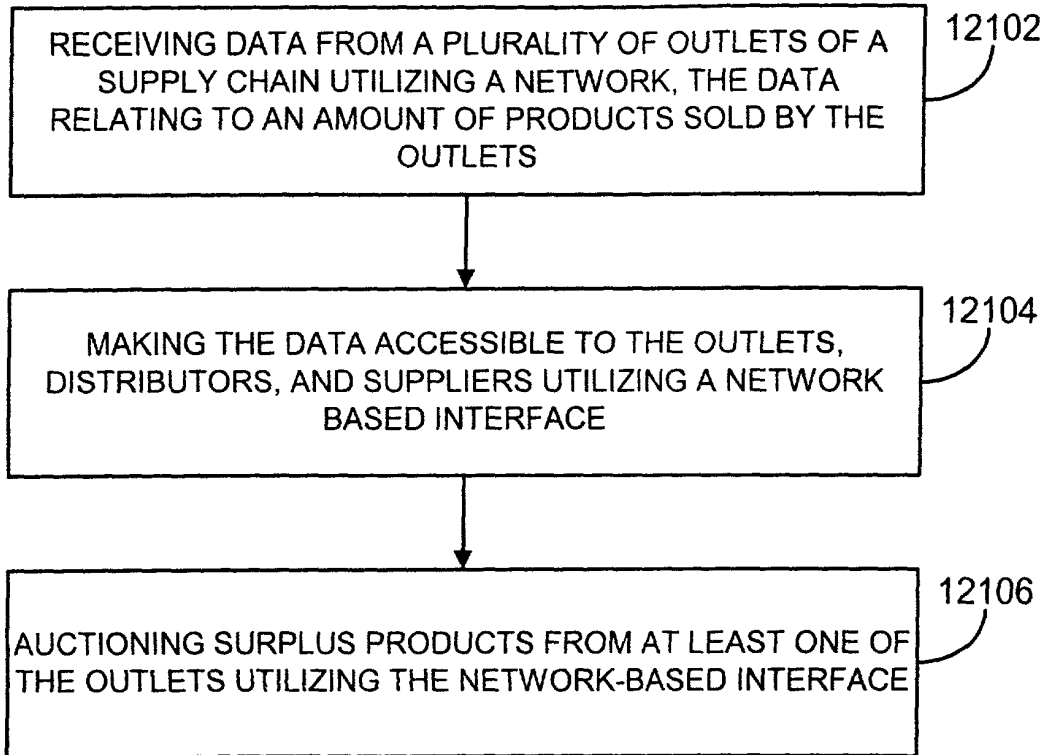 RECEIVING DATA FROM A PLURALITY OF OUTLETS OF A
SUPPLY CHAIN UTILIZING A NETWORK, THE DATA
RELATING TO AN AMOUNT OF PRODUCTS SOLD BY THE
OUTLETS
12102
MAKING THE DATA ACCESSIBLE TO THE OUTLETS,
DISTRIBUTORS, AND SUPPLIERS UTILIZING A NETWORK
BASED INTERFACE
12104
AUCTIONING SURPLUS PRODUCTS FROM AT LEAST ONE OF
THE OUTLETS UTILIZING THE NETWORK-BASED INTERFACE
12106